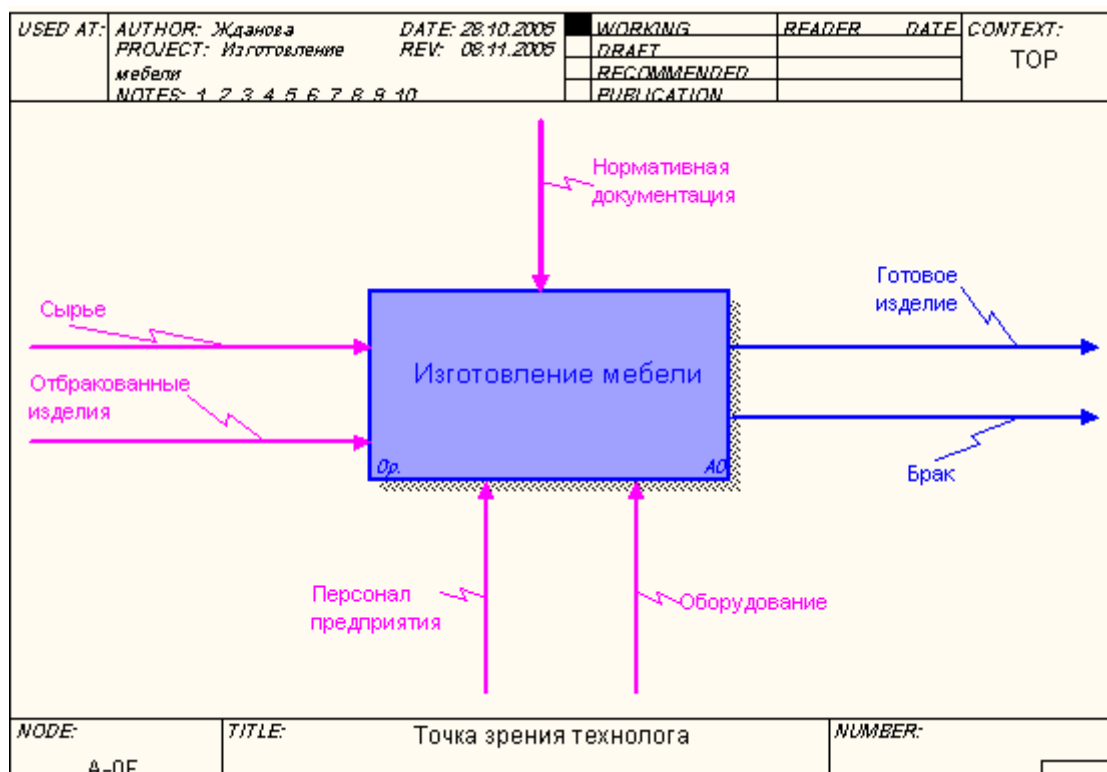 USED AT: AUTHOR: Жданова DATE: 28.10.2005 WORKING READER DATE CONTEXT:
PROJECT: Изготовление REV: 08.11.2005 DRAFT TOP
мебели RECOMMENDED
NOTES: 1 2 3 4 5 6 7 8 9 10 PUBLICATION
Нормативная
документация
Готовое
изделие
Сырье
Изготовление мебели
Отбракованные
изделия
0р. A0
Брак
Персонал
предприятия
Оборудование
NODE: TITLE: Точка зрения технолога NUMBER:
A-0F